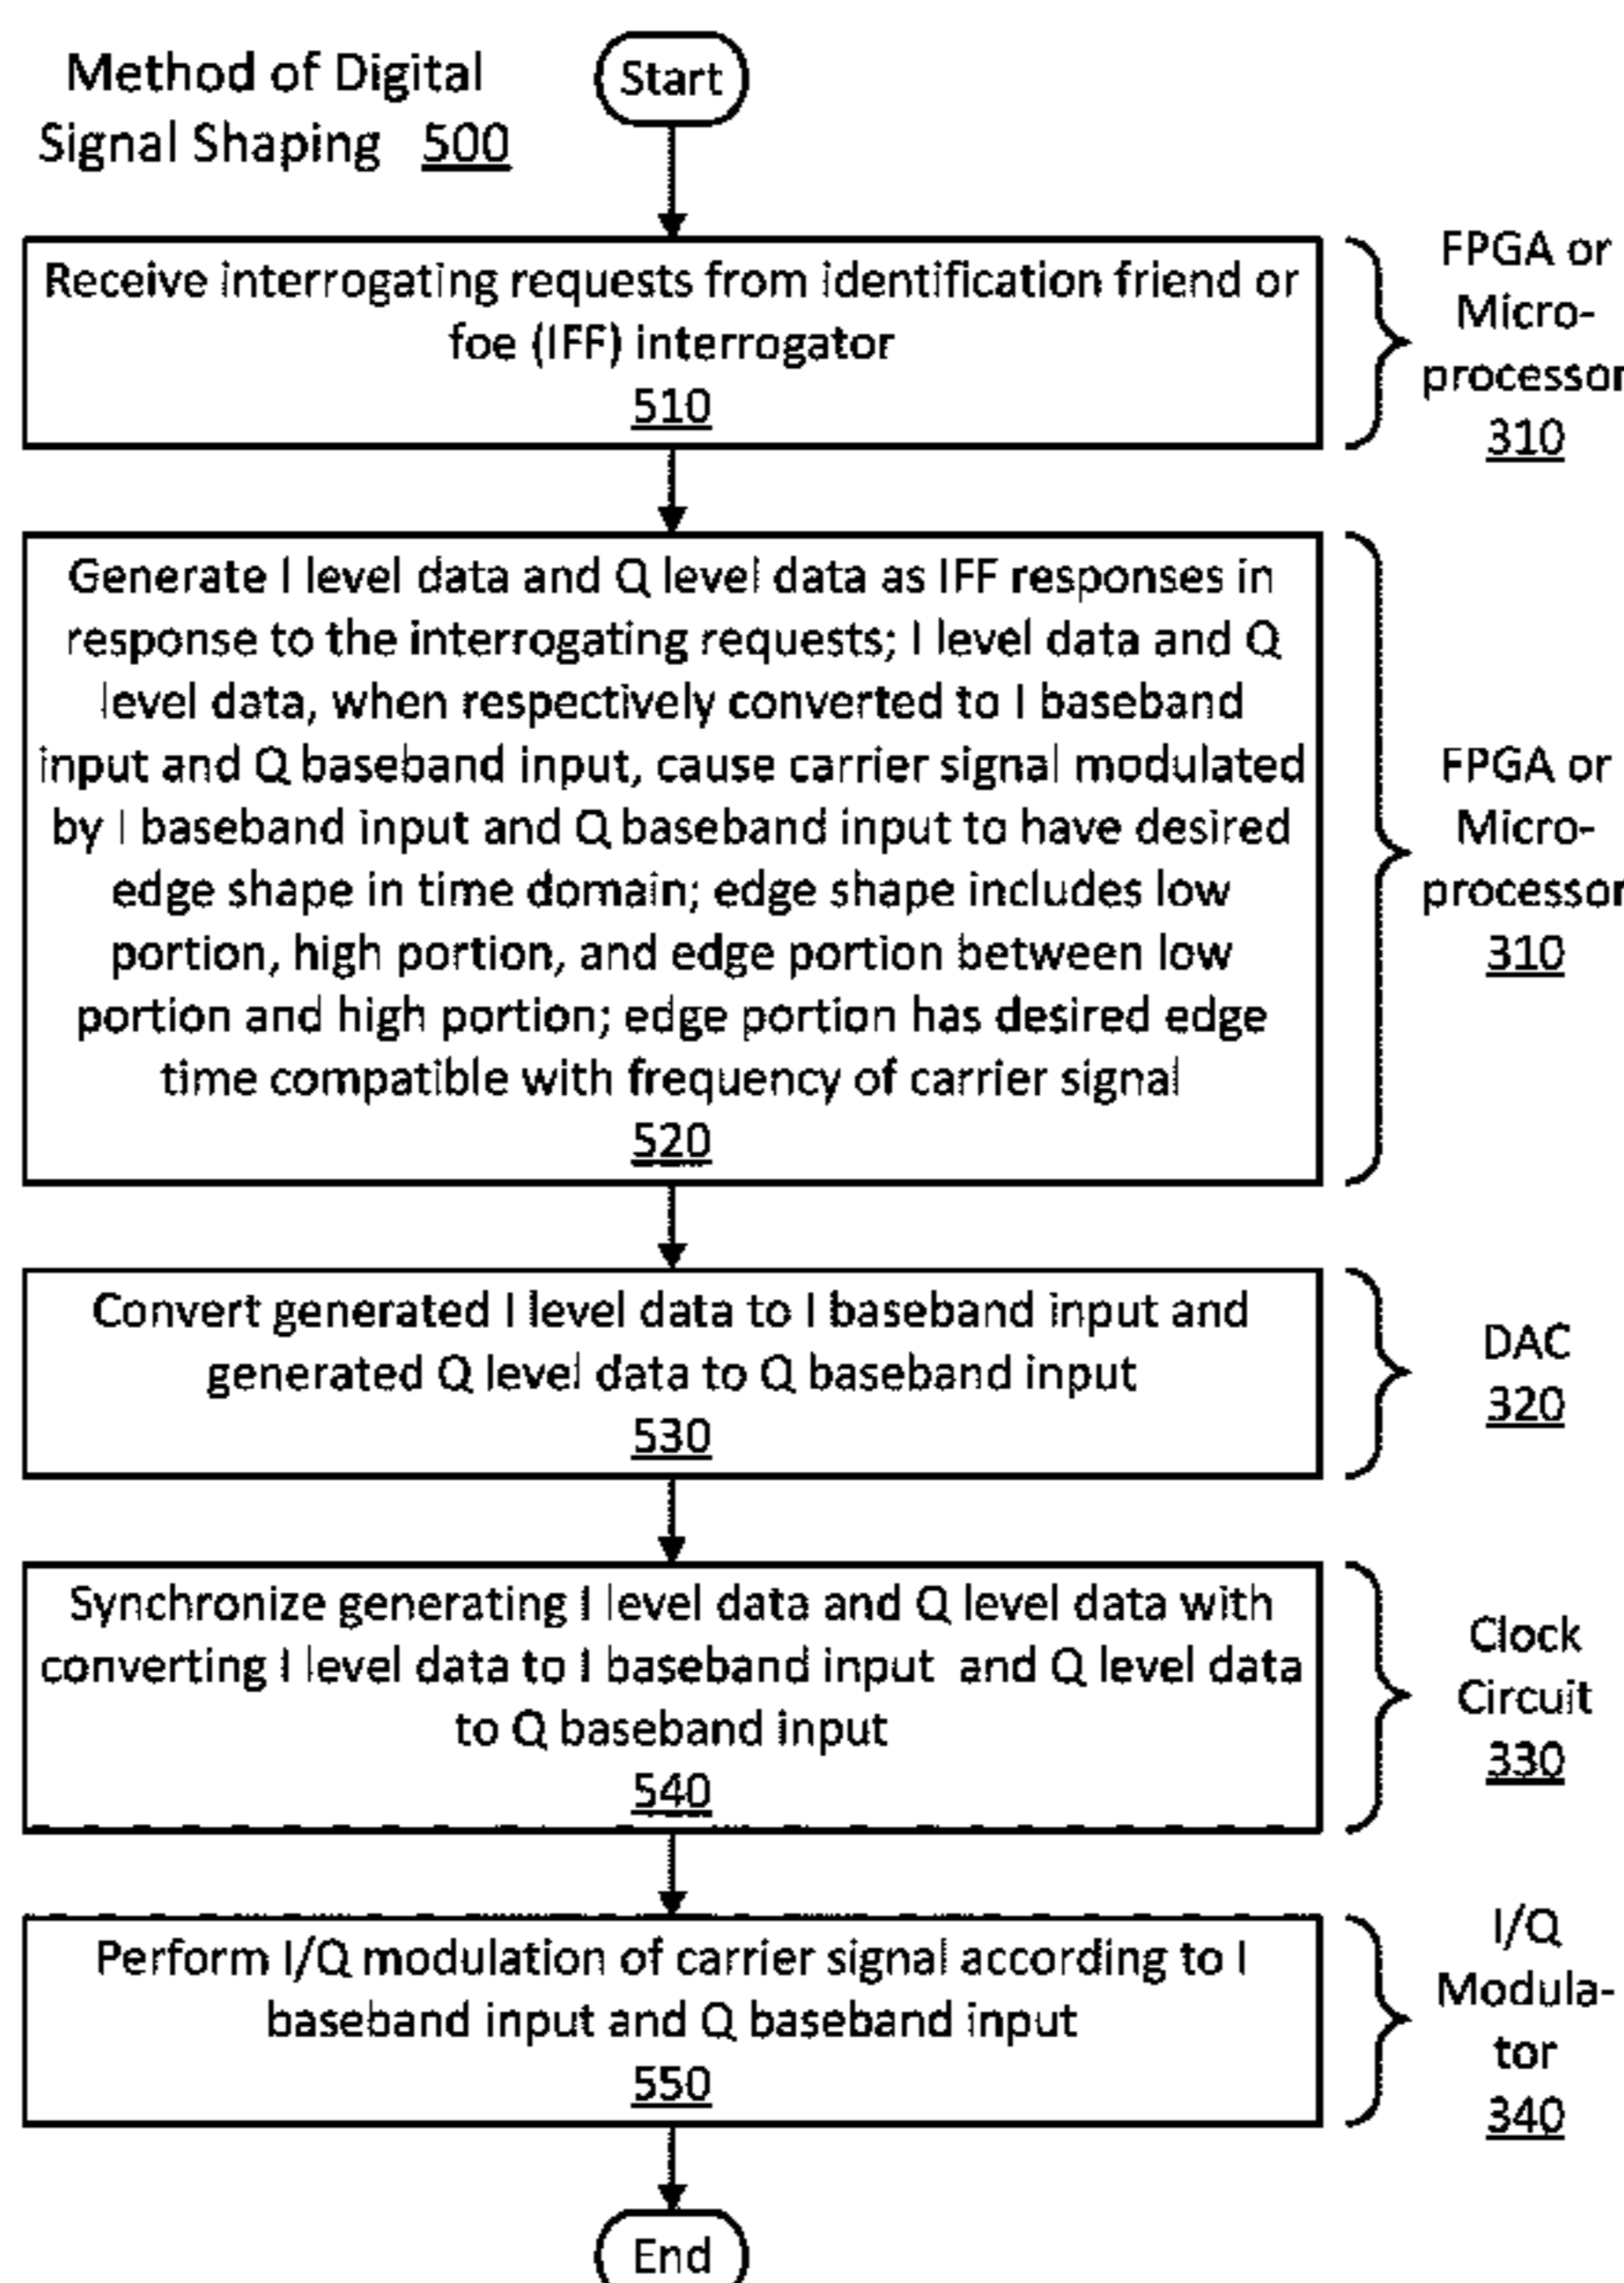 Method of Digital
Signal Shaping 500
Start
Receive interrogating requests from identification friend or
foe (IFF) interrogator
510
FPGA or
Micro-
processor
310
Generate I level data and Q level data as IFF responses in
response to the interrogating requests; I level data and Q
level data, when respectively converted to I baseband
input and Q baseband input, cause carrier signal modulated
by I baseband input and Q baseband input to have desired
edge shape in time domain; edge shape includes low
portion, high portion, and edge portion between low
portion and high portion; edge portion has desired edge
time compatible with frequency of carrier signal
520
FPGA or
Micro-
processor
310
Convert generated I level data to I baseband input and
generated Q level data to Q baseband input
530
DAC
320
Synchronize generating I level data and Q level data with
converting I level data to I baseband input and Q level data
to Q baseband input
540
Clock
Circuit
330
Perform I/Q modulation of carrier signal according to I
baseband input and Q baseband input
550
I/Q
Modula-
tor
340
End